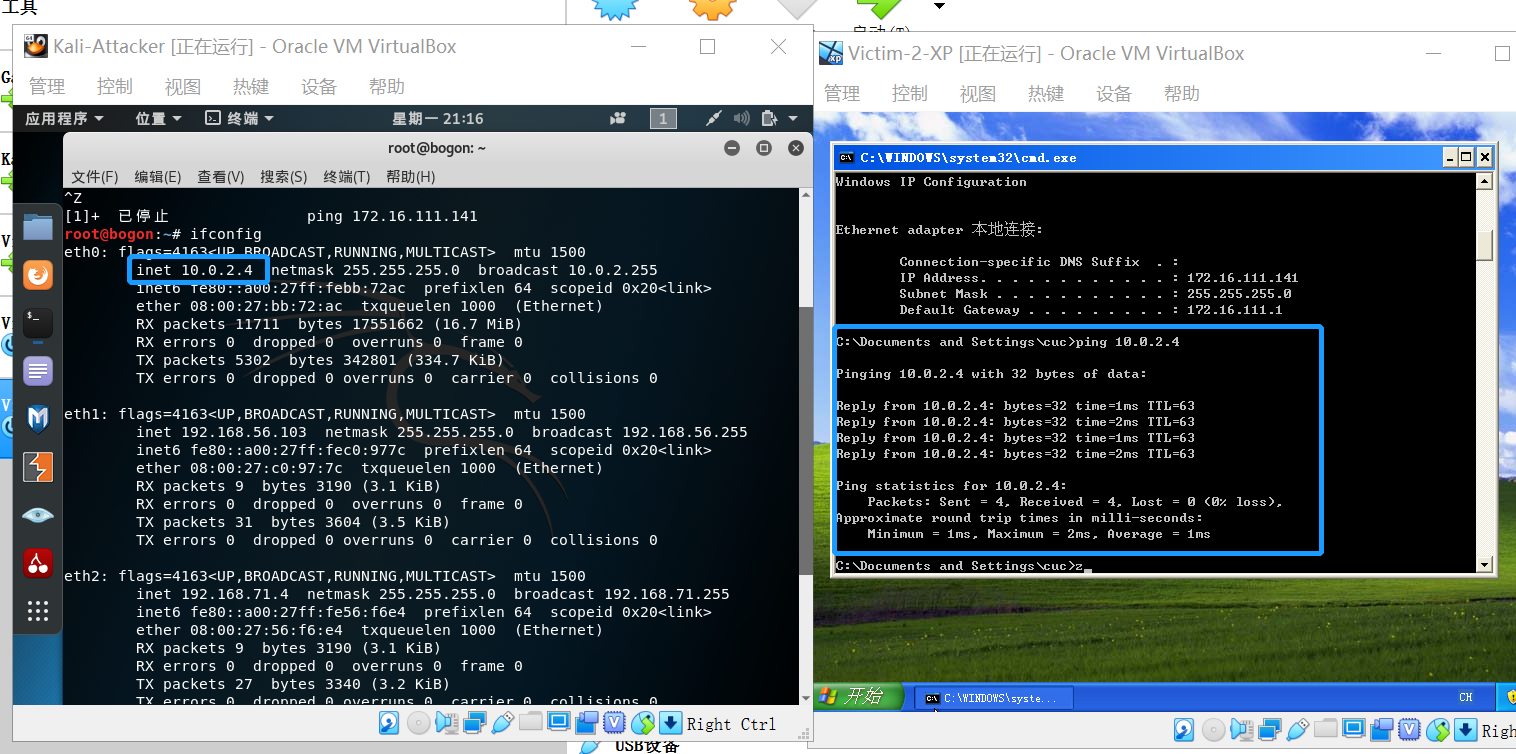 工具
Kali-Attacker [正在运行] - Oracle VM VirtualBox
管理 控制 视图 热键 设备 帮助
应用程序 位置 终端 星期一 21:16 1
root@bogon: ~
文件(F) 编辑(E) 查看(V) 搜索(S) 终端(T) 帮助(H)
^Z
[1]+ 已停止 ping 172.16.111.141
root@bogon:~# ifconfig
eth0: flags=4163<UP,BROADCAST,RUNNING,MULTICAST> mtu 1500
inet 10.0.2.4 netmask 255.255.255.0 broadcast 10.0.2.255
inet6 fe80::a00:27ff:febb:72ac prefixlen 64 scopeid 0x20<link>
ether 08:00:27:bb:72:ac txqueuelen 1000 (Ethernet)
RX packets 11711 bytes 17551662 (16.7 MiB)
RX errors 0 dropped 0 overruns 0 frame 0
TX packets 5302 bytes 342801 (334.7 KiB)
TX errors 0 dropped 0 overruns 0 carrier 0 collisions 0
eth1: flags=4163<UP,BROADCAST,RUNNING,MULTICAST> mtu 1500
inet 192.168.56.103 netmask 255.255.255.0 broadcast 192.168.56.255
inet6 fe80::a00:27ff:fec0:977c prefixlen 64 scopeid 0x20<link>
ether 08:00:27:c0:97:7c txqueuelen 1000 (Ethernet)
RX packets 9 bytes 3190 (3.1 KiB)
RX errors 0 dropped 0 overruns 0 frame 0
TX packets 31 bytes 3604 (3.5 KiB)
TX errors 0 dropped 0 overruns 0 carrier 0 collisions 0
eth2: flags=4163<UP,BROADCAST,RUNNING,MULTICAST> mtu 1500
inet 192.168.71.4 netmask 255.255.255.0 broadcast 192.168.71.255
inet6 fe80::a00:27ff:fe56:f6e4 prefixlen 64 scopeid 0x20<link>
ether 08:00:27:56:f6:e4 txqueuelen 1000 (Ethernet)
RX packets 9 bytes 3190 (3.1 KiB)
RX errors 0 dropped 0 overruns 0 frame 0
TX packets 27 bytes 3340 (3.2 KiB)
TX errors 0 dropped 0 overruns 0 carrier 0 collisions 0
Right Ctrl
USB设备
启动(T)
Victim-2-XP [正在运行] - Oracle VM VirtualBox
管理 控制 视图 热键 设备 帮助
C:\WINDOWS\system32\cmd.exe
Windows IP Configuration
Ethernet adapter 本地连接:
Connection-specific DNS Suffix . :
IP Address. . . . . . . . . . . . : 172.16.111.141
Subnet Mask . . . . . . . . . . . : 255.255.255.0
Default Gateway . . . . . . . . . : 172.16.111.1
C:\Documents and Settings\cuc>ping 10.0.2.4
Pinging 10.0.2.4 with 32 bytes of data:
Reply from 10.0.2.4: bytes=32 time=1ms TTL=63
Reply from 10.0.2.4: bytes=32 time=2ms TTL=63
Reply from 10.0.2.4: bytes=32 time=1ms TTL=63
Reply from 10.0.2.4: bytes=32 time=2ms TTL=63
Ping statistics for 10.0.2.4:
Packets: Sent = 4, Received = 4, Lost = 0 (0% loss),
Approximate round trip times in milli-seconds:
Minimum = 1ms, Maximum = 2ms, Average = 1ms
C:\Documents and Settings\cuc>z_
开始 C:\WINDOWS\syste... CH
Righ